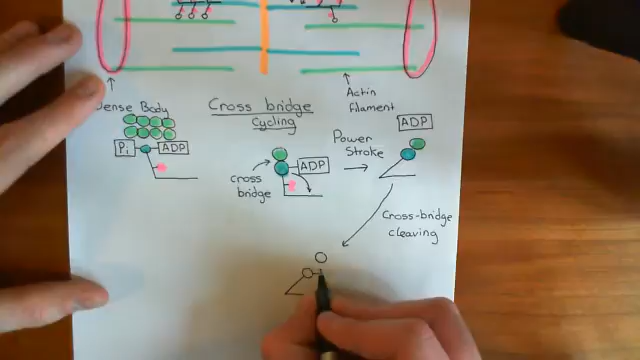 Actin
Filament
Dense Body
Cross bridge
cycling
Pi
ADP
cross
bridge
ADP
Power
Stroke
ADP
Cross-bridge
cleaving